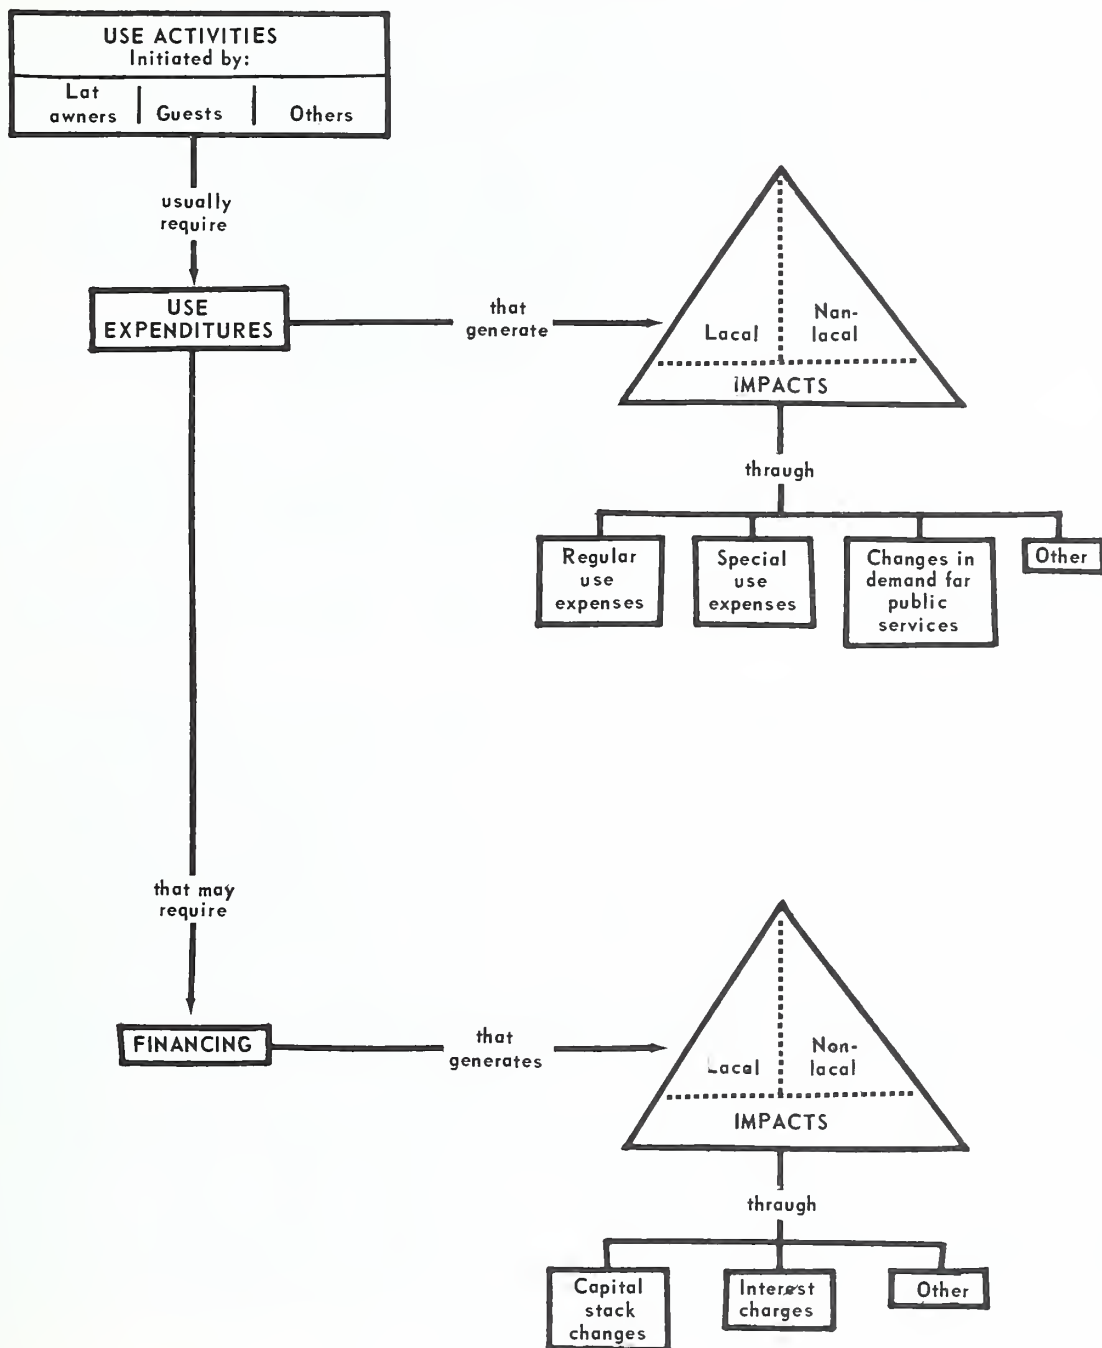 USE ACTIVITIES
Initiated by:
Lat
awners
Guests
Others
usually
require
USE
EXPENDITURES
that
generate
Lacal
Nan-
lacal
IMPACTS
through
Regular
use
expenses
Special
use
expenses
Changes in
demand far
public
services
Other
that may
require
FINANCING
that
generates
Lacal
Non-
lacal
IMPACTS
through
Capital
stack
changes
Interest
charges
Other